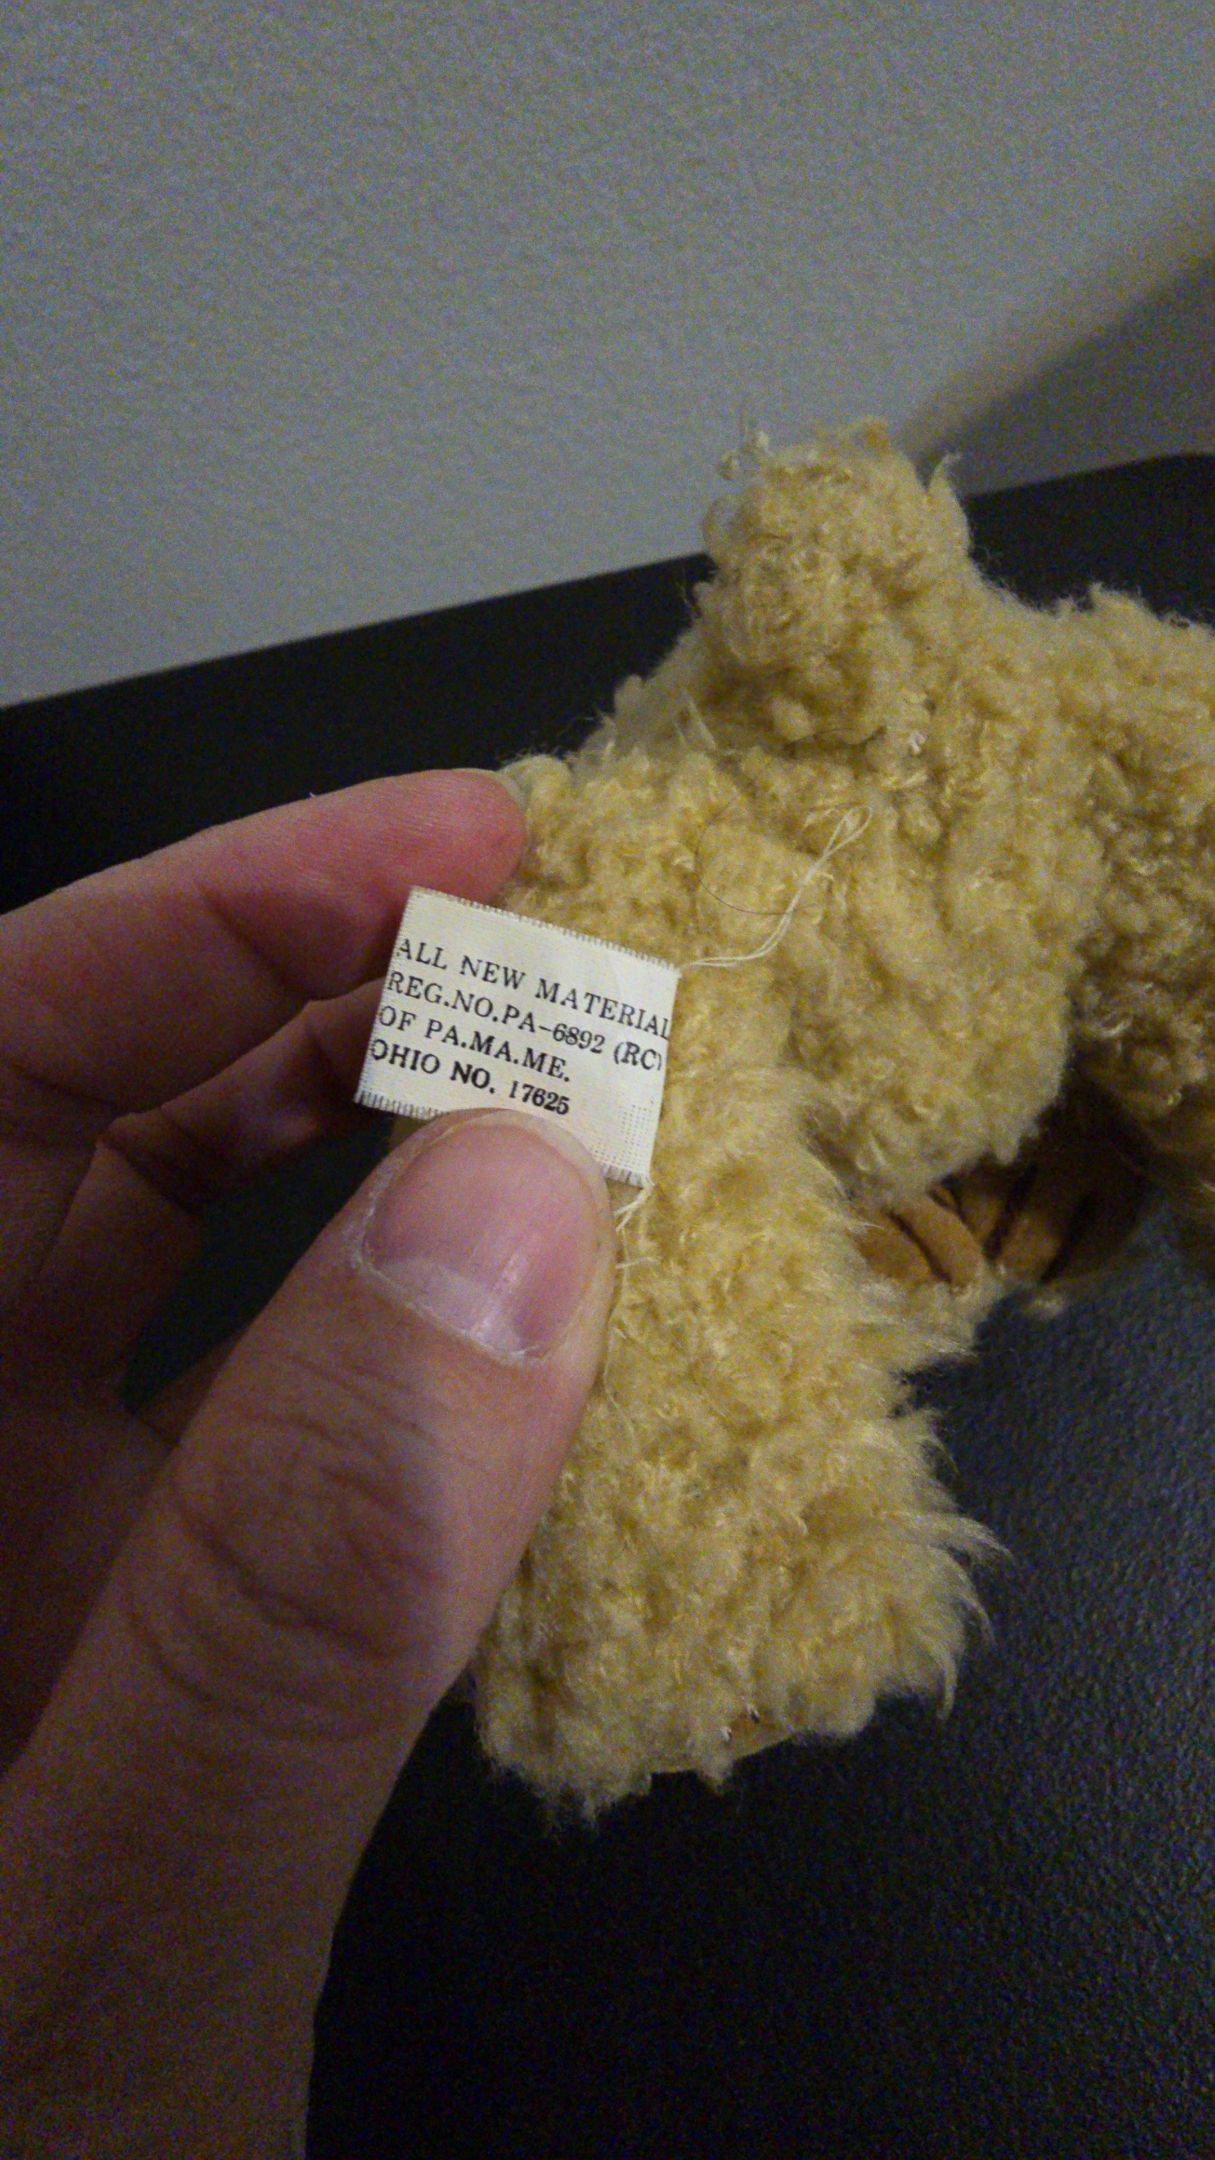 ALL NEW MATERIAL
REG.NO.PA-6892 (RC)
OF PA.MA.ME.
OHIO NO. 17625